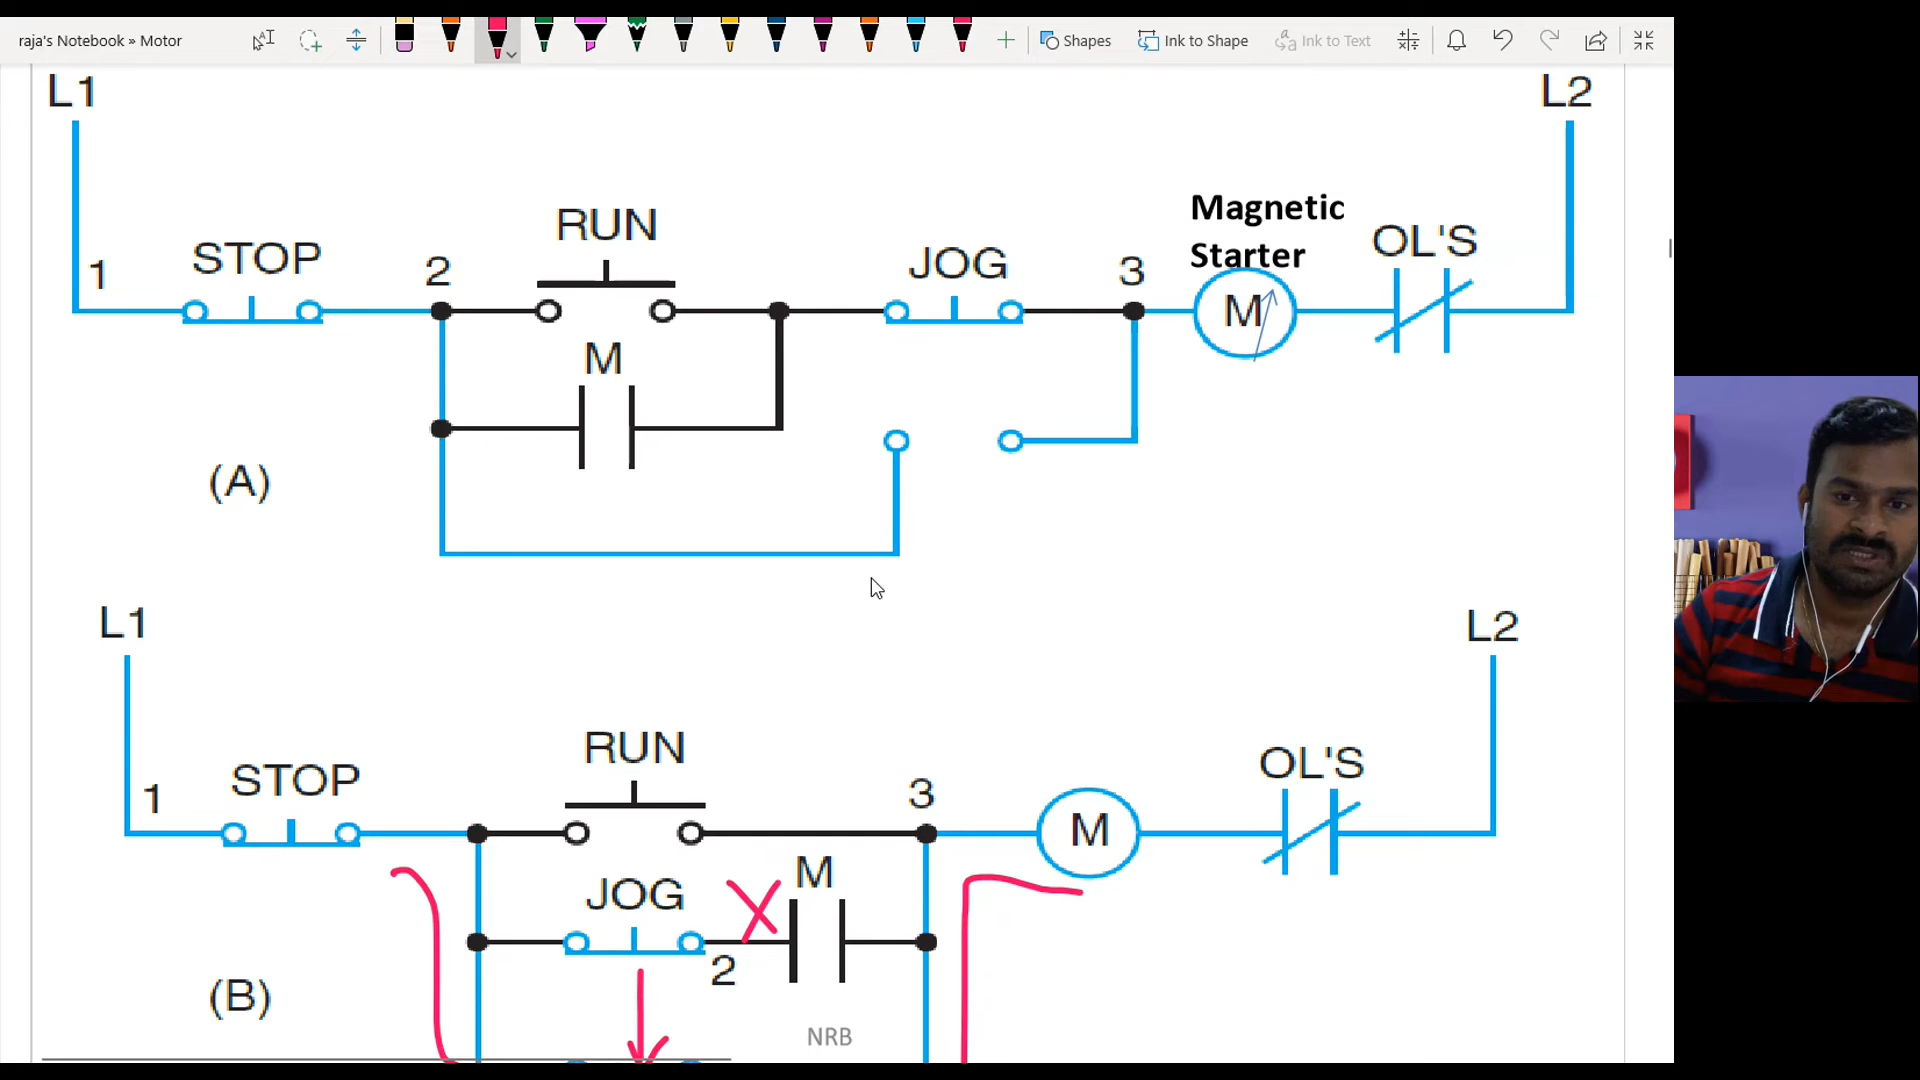 raja's Notebook » Motor
Shapes
Ink to Shape
Ink to Text
L1
L2
Magnetic
Starter
RUN
STOP
JOG
OL'S
1
2
3
M
M
(A)
L1
L2
RUN
OL'S
STOP
1
3
M
M
JOG
2
(B)
NRB